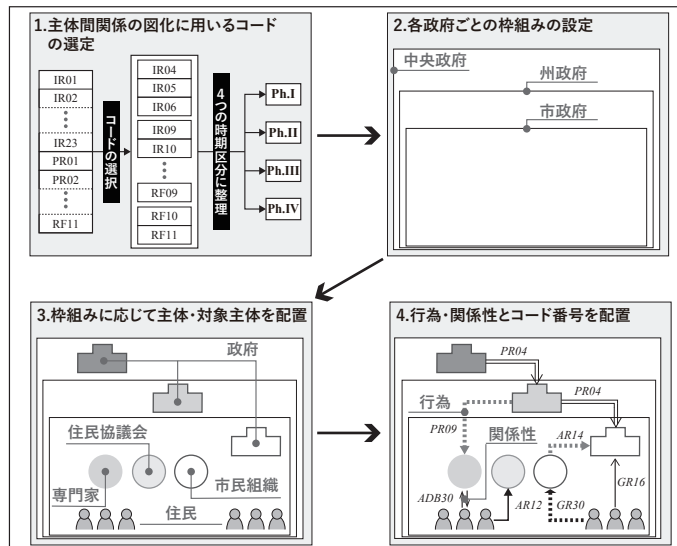 1.主体間関係の図化に用いるコード
の選定
IR01
IR02
IR23
PR01
PR02
RF11
コードの選択
IR04
IR05
IR06
IR09
IR10
RF09
RF10
RF11
4つの時期区分に整理
Ph.I
Ph.II
Ph.III
Ph.IV
2.各政府ごとの枠組みの設定
中央政府
州政府
市政府
3.枠組みに応じて主体・対象主体を配置
政府
住民協議会
専門家
市民組織
住民
4.行為・関係性とコード番号を配置
PR04
PR04
行為
PR09
関係性
AR14
ADB30
AR12
GR30
GR16